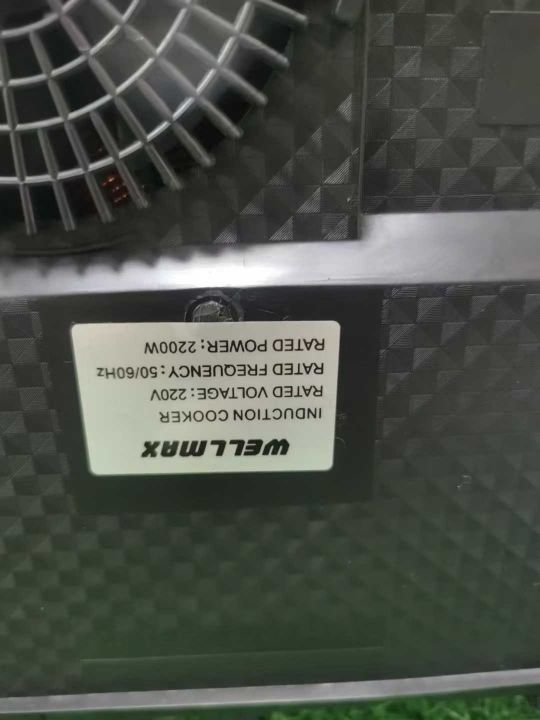 WELLMAX
INDUCTION COOKER
RATED VOLTAGE: 220V
RATED FREQUENCY: 50/60Hz
RATED POWER: 2200W